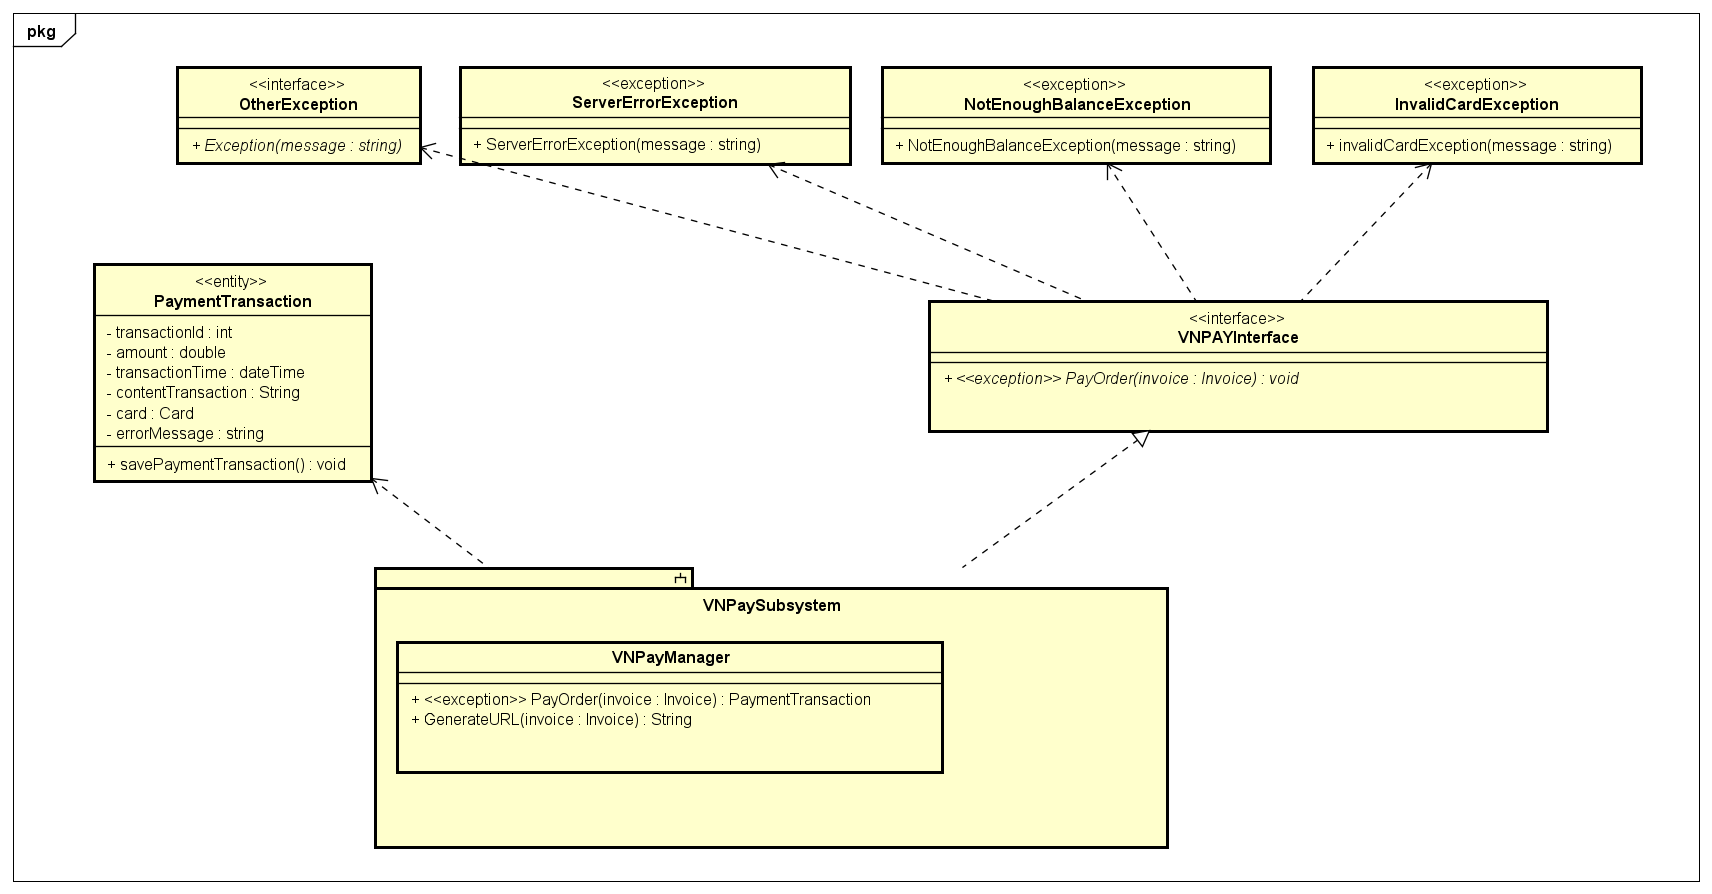 pkg
<<interface>>
OtherException
+ Exception(message : string)
<<exception>>
ServerErrorException
+ ServerErrorException(message : string)
<<exception>>
NotEnoughBalanceException
+ NotEnoughBalanceException(message : string)
<<exception>>
InvalidCardException
+ invalidCardException(message : string)
<<entity>>
PaymentTransaction
- transactionId : int
- amount : double
- transactionTime : dateTime
- contentTransaction : String
- card : Card
- errorMessage : string
+ savePaymentTransaction() : void
<<interface>>
VNPAYInterface
+ <<exception>> PayOrder(invoice : Invoice) : void
VNPaySubsystem
VNPayManager
+ <<exception>> PayOrder(invoice : Invoice) : PaymentTransaction
+ GenerateURL(invoice : Invoice) : String